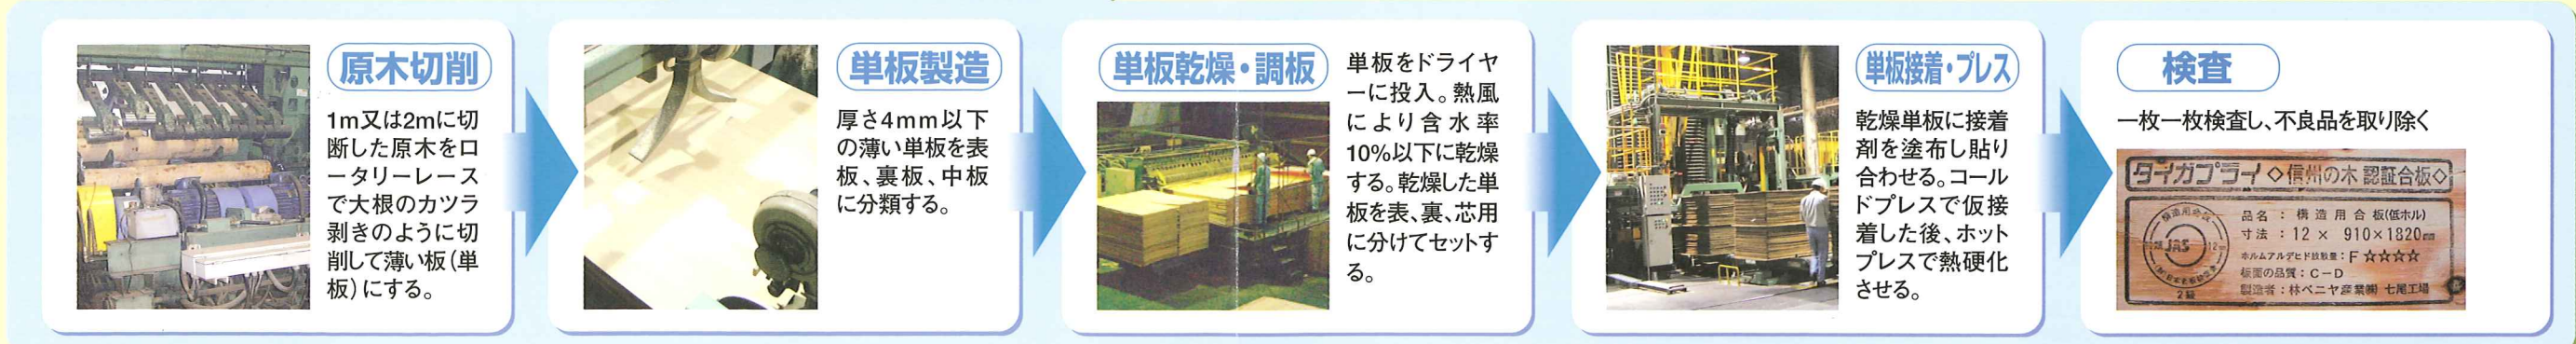 原木切削
1m又は2mに切
断した原木をロ
ータリーレース
で大根のカツラ
剥きのように切
削して薄い板(単
板)にする。
単板製造
厚さ4mm以下
の薄い単板を表
板、裏板、中板
に分類する。
単板乾燥・調板
単板をドライヤ
ーに投入。熱風
により含水率
10%以下に乾燥
する。乾燥した単
板を表、裏、芯用
に分けてセットす
る。
単板接着・プレス
乾燥単板に接着
剤を塗布し貼り
合わせる。コール
ドプレスで仮接
着した後、ホット
プレスで熱硬化
させる。
検査
一枚一枚検査し、不良品を取り除く
ダイガプライ ◇信州の木 認証合板◇
品名 : 構造用合板(低ホル)
寸法 : 12 × 910×1820mm
ホルムアルデヒド放散量 : F☆☆☆☆
板面の品質 : C-D
製造者 : 林ベニヤ産業㈱ 七尾工場
構造用合板
JAS
2級